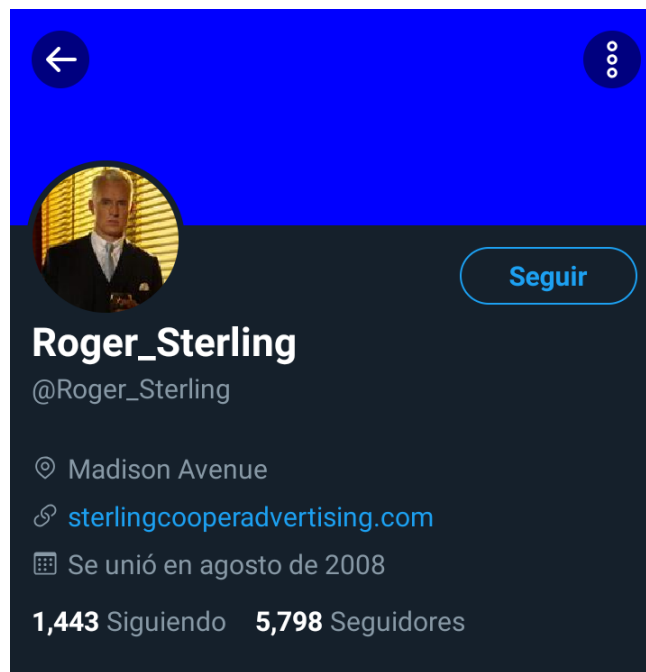 Seguir
Roger_Sterling
@Roger_Sterling
Madison Avenue
sterlingcooperadvertising.com
Se unió en agosto de 2008
1,443 Siguiendo 5,798 Seguidores